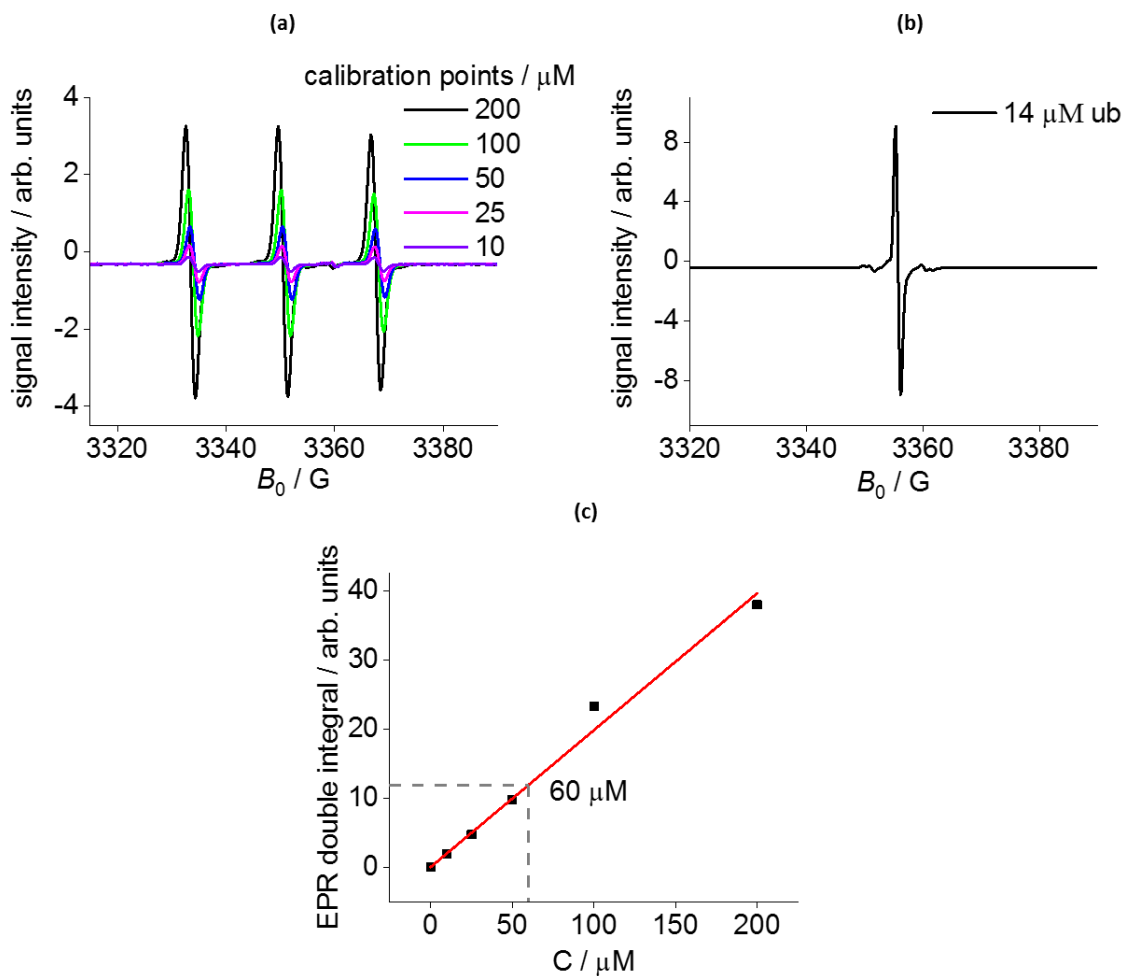 (a)
calibration points / μM
200
100
50
25
10
4
2
0
-2
-4
signal intensity / arb. units
3320 3340 3360 3380
B0 / G
(b)
14 μM ub
8
4
0
-4
-8
signal intensity / arb. units
3320 3340 3360 3380
B0 / G
(c)
40
30
20
10
0
EPR double integral / arb. units
60 μM
0 50 100 150 200
C / μM